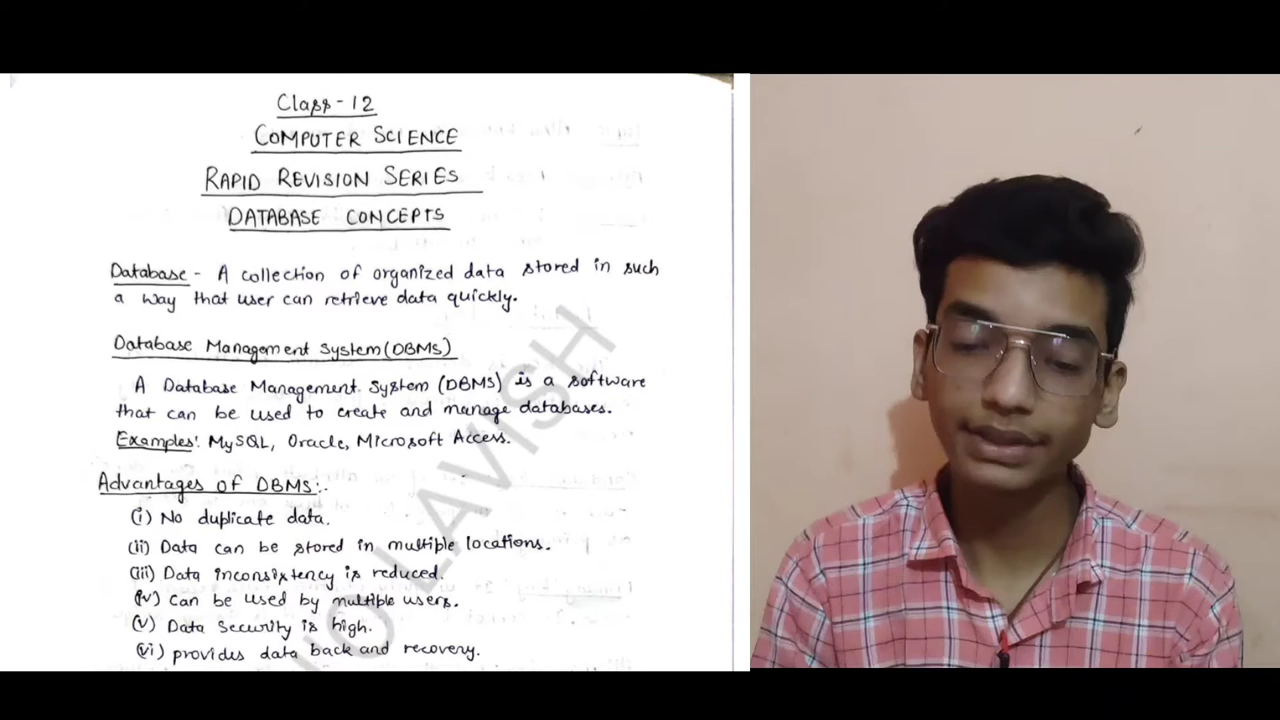 Class-12
COMPUTER SCIENCE
RAPID REVISION SERIES
DATABASE CONCEPTS
Database - A collection of organized data stored in such
a way that user can retrieve data quickly.
Database Management System (DBMS)
A Database Management System (DBMS) is a software
that can be used to create and manage databases.
Examples: MySQL, Oracle, Microsoft Access.
Advantages of DBMS:-
(i) No duplicate data.
(ii) Data can be stored in multiple locations.
(iii) Data inconsistency is reduced.
(iv) Can be used by multiple users.
(v) Data security is high.
(vi) provides data back and recovery.
LAVISH